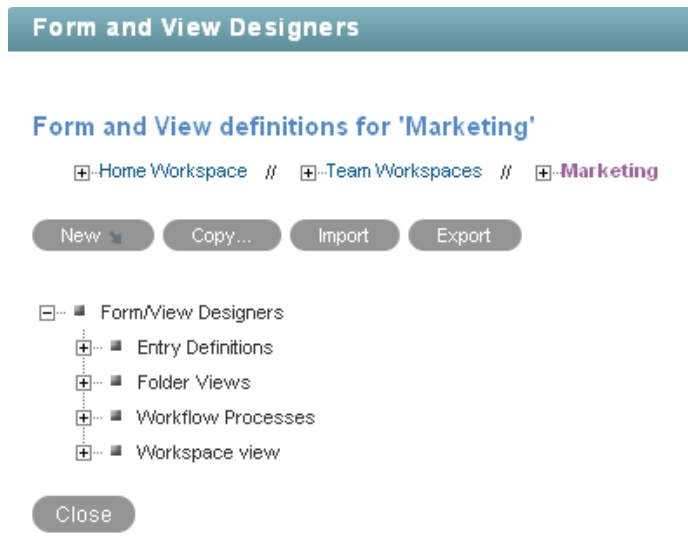 Form and View Designers
Form and View definitions for 'Marketing'
Home Workspace // Team Workspaces // Marketing
New Copy... Import Export
Form/View Designers
Entry Definitions
Folder Views
Workflow Processes
Workspace view
Close